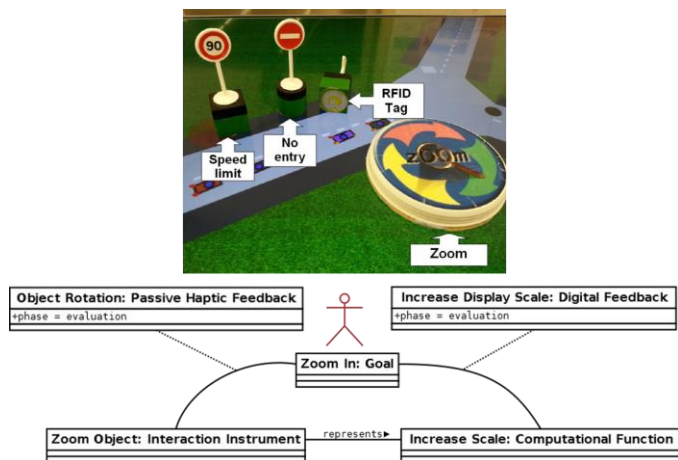 90
RFID
Tag
Speed
limit
No
entry
zoom
Zoom
Object Rotation: Passive Haptic Feedback
+phase = evaluation
Increase Display Scale: Digital Feedback
+phase = evaluation
Zoom In: Goal
Zoom Object: Interaction Instrument
represents▶
Increase Scale: Computational Function